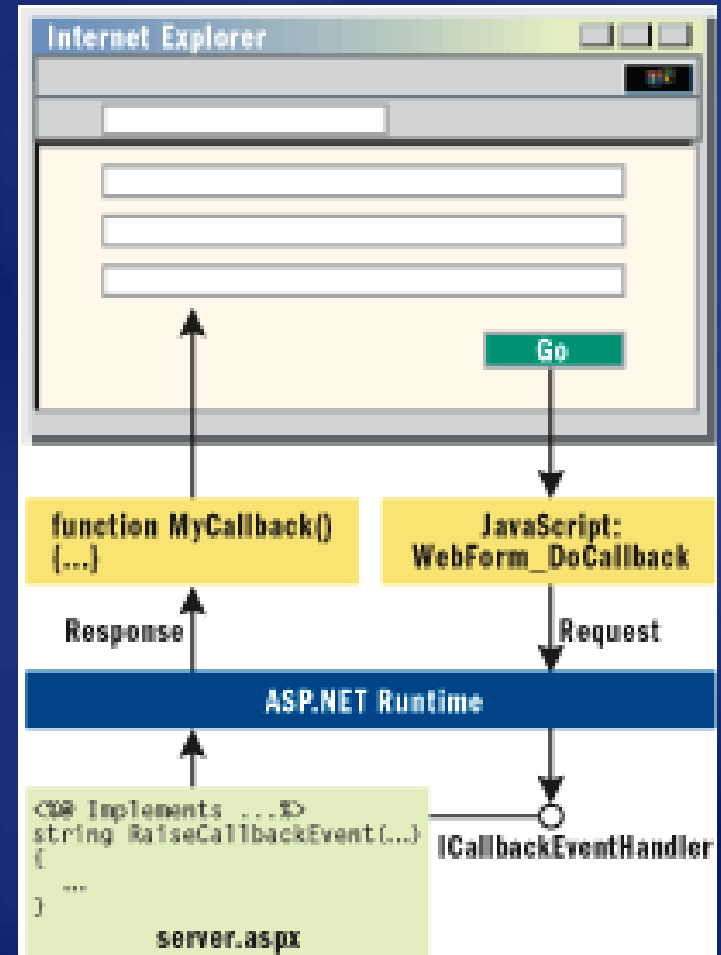 Internet Explorer
Go
function MyCallback()
{...}
JavaScript:
WebForm_DoCallback
Response
Request
ASP.NET Runtime
<%@ Implements ...%>
string RaiseCallbackEvent(...)
{
...
}
server.aspx
ICallbackEventHandler